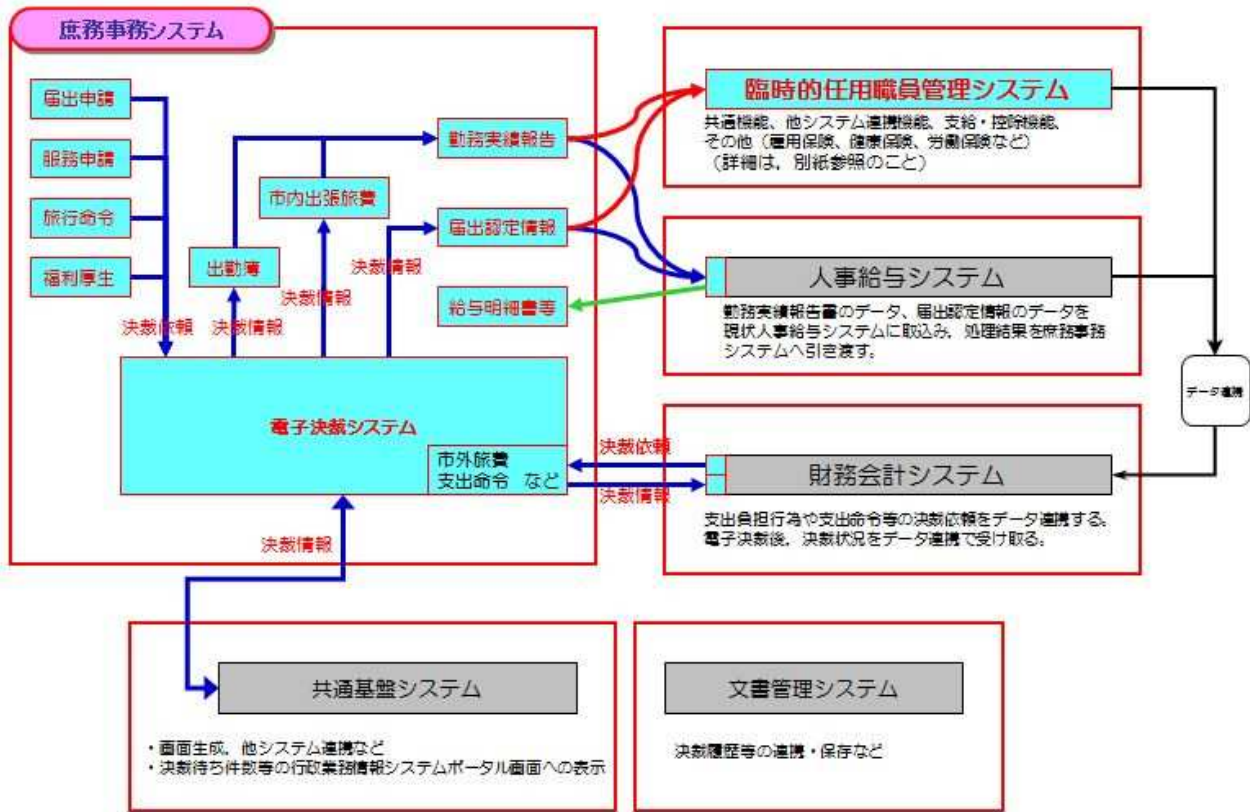 庶務事務システム
届出申請
服務申請
旅行命令
福利厚生
決裁依頼
出勤簿
決裁情報
市内出張旅費
決裁情報
勤務実績報告
届出認定情報
決裁情報
給与明細書等
電子決裁システム
市外旅費
支出命令 など
決裁依頼
決裁情報
決裁情報
臨時的任用職員管理システム
共通機能、他システム連携機能、支給・控除機能、
その他（雇用保険、健康保険、労働保険など）
（詳細は，別紙参照のこと）
人事給与システム
勤務実績報告書のデータ、届出認定情報のデータを
現状人事給与システムに取込み，処理結果を庶務事務
システムへ引き渡す。
データ連携
財務会計システム
支出負担行為や支出命令等の決裁依頼をデータ連携する。
電子決裁後，決裁状況をデータ連携で受け取る。
共通基盤システム
・画面生成，他システム連携など
・決裁待ち件数等の行政業務情報システムポータル画面への表示
文書管理システム
決裁履歴等の連携・保存など